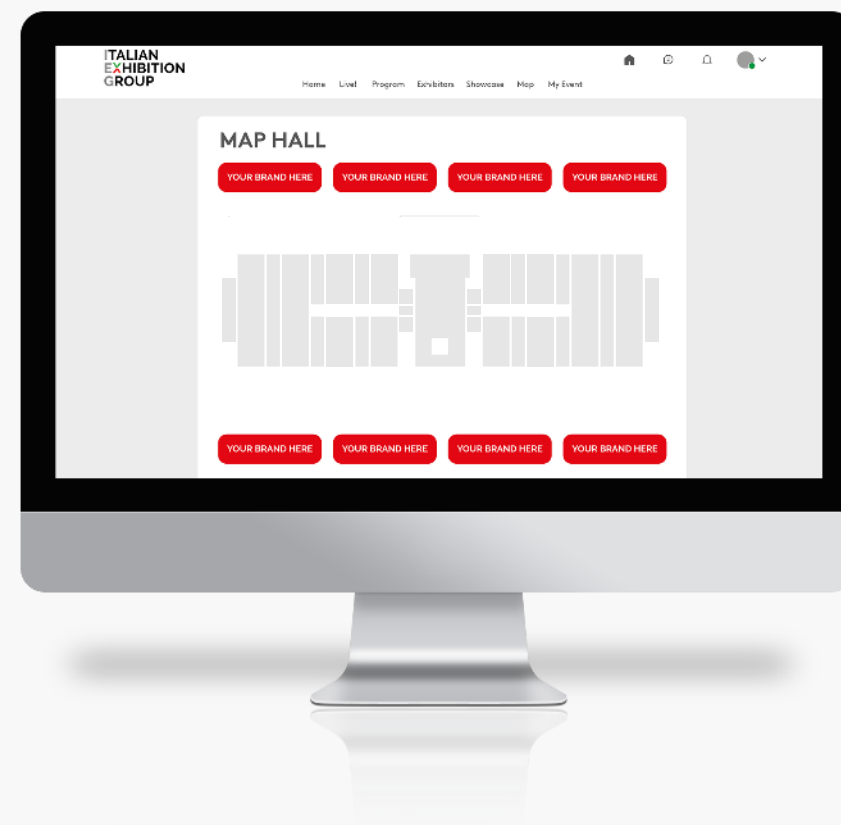 ITALIAN
EXHIBITION
GROUP
Home Live! Program Exhibitors Showcase Map My Event
MAP HALL
YOUR BRAND HERE YOUR BRAND HERE YOUR BRAND HERE YOUR BRAND HERE
YOUR BRAND HERE YOUR BRAND HERE YOUR BRAND HERE YOUR BRAND HERE